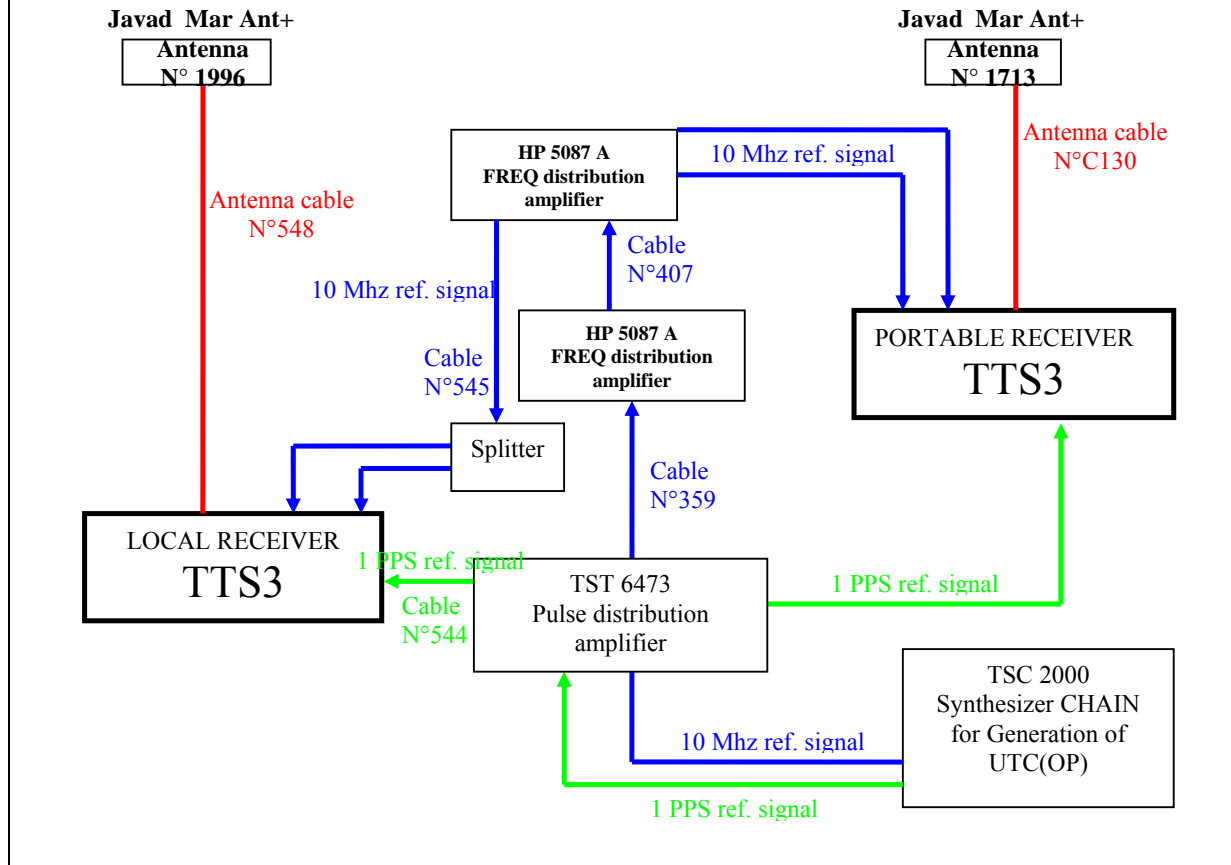 Javad Mar Ant+
Antenna
N° 1996
Javad Mar Ant+
Antenna
N° 1713
Antenna cable
N°548
HP 5087 A
FREQ distribution
amplifier
10 Mhz ref. signal
Antenna cable
N°C130
Cable
N°407
10 Mhz ref. signal
HP 5087 A
FREQ distribution
amplifier
PORTABLE RECEIVER
TTS3
Cable
N°545
Splitter
Cable
N°359
LOCAL RECEIVER
TTS3
1 PPS ref. signal
Cable
N°544
TST 6473
Pulse distribution
amplifier
1 PPS ref. signal
TSC 2000
Synthesizer CHAIN
for Generation of
UTC(OP)
10 Mhz ref. signal
1 PPS ref. signal